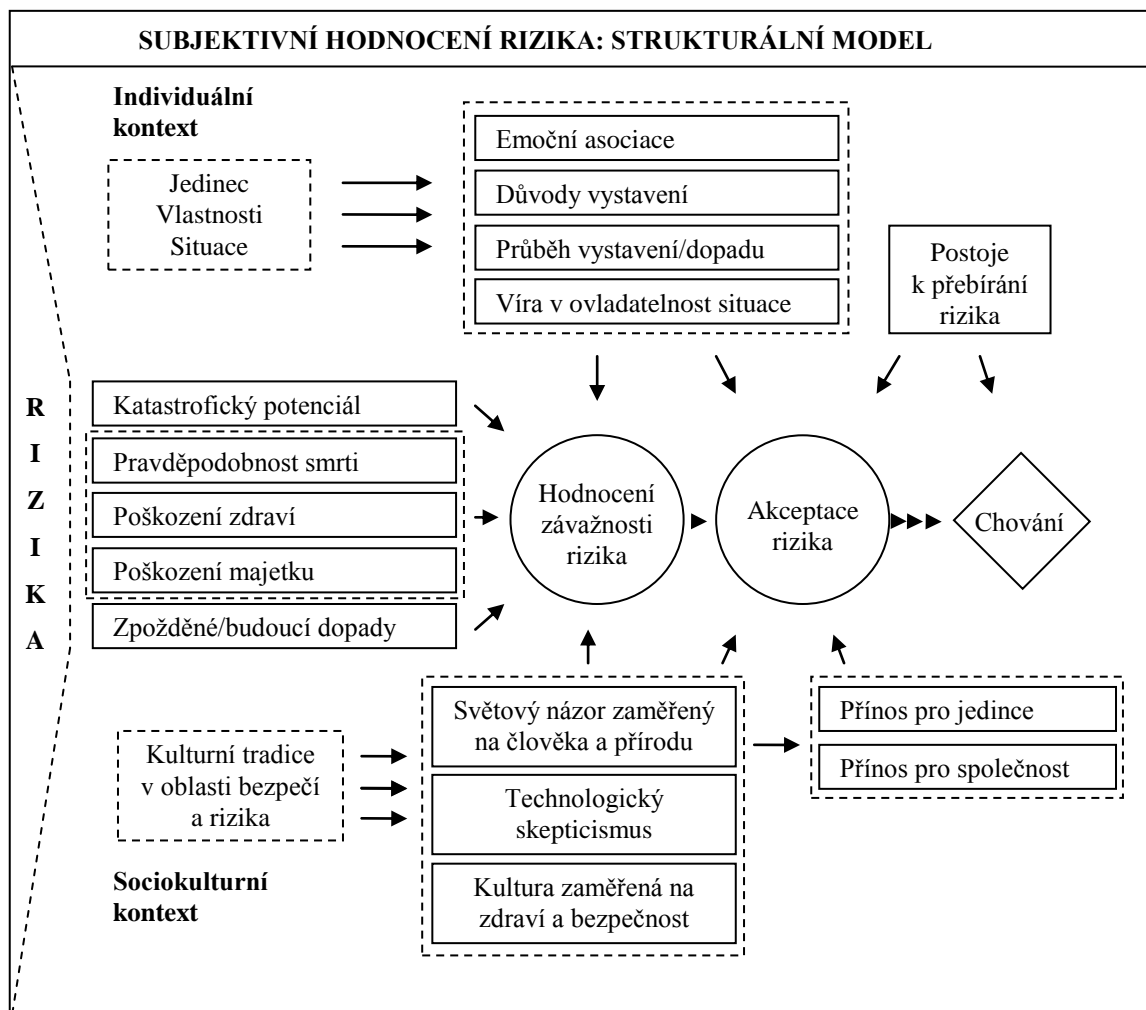 SUBJEKTIVNÍ HODNOCENÍ RIZIKA: STRUKTURÁLNÍ MODEL
Individuální
kontext
Jedinec
Vlastnosti
Situace
Emoční asociace
Důvody vystavení
Průběh vystavení/dopadu
Víra v ovladatelnost situace
Postoje
k přebírání
rizika
R
I
Z
I
K
A
Katastrofický potenciál
Pravděpodobnost smrti
Poškození zdraví
Poškození majetku
Zpožděné/budoucí dopady
Hodnocení
závažnosti
rizika
Akceptace
rizika
Chování
Kulturní tradice
v oblasti bezpečí
a rizika
Sociokulturní
kontext
Světový názor zaměřený
na člověka a přírodu
Technologický
skepticismus
Kultura zaměřená na
zdraví a bezpečnost
Přínos pro jedince
Přínos pro společnost